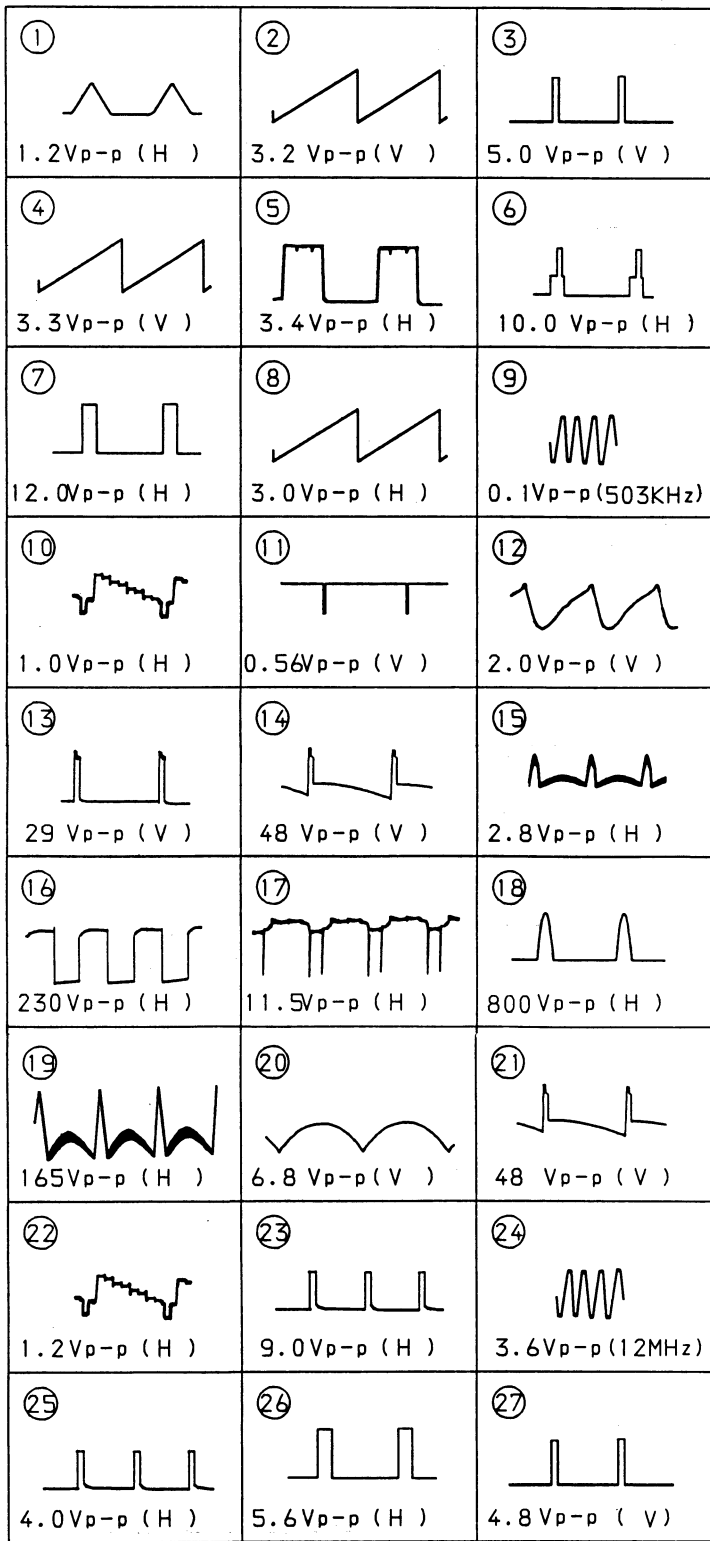 ① ② ③
1.2Vp-p (H ) 3.2 Vp-p(V ) 5.0 Vp-p (V )
④ ⑤ ⑥
3.3Vp-p (V ) 3.4Vp-p (H ) 10.0 Vp-p (H )
⑦ ⑧ ⑨
12.0Vp-p (H ) 3.0Vp-p (H ) 0.1Vp-p(503KHz)
⑩ ⑪ ⑫
1.0Vp-p (H ) 0.56Vp-p (V ) 2.0Vp-p (V )
⑬ ⑭ ⑮
29 Vp-p (V ) 48 Vp-p (V ) 2.8Vp-p (H )
⑯ ⑰ ⑱
230Vp-p (H ) 11.5Vp-p (H ) 800Vp-p (H )
⑲ ⑳ ㉑
165Vp-p (H ) 6.8 Vp-p(V ) 48 Vp-p (V )
㉒ ㉓ ㉔
1.2Vp-p (H ) 9.0Vp-p (H ) 3.6Vp-p(12MHz)
㉕ ㉖ ㉗
4.0Vp-p (H ) 5.6Vp-p (H ) 4.8Vp-p ( V)